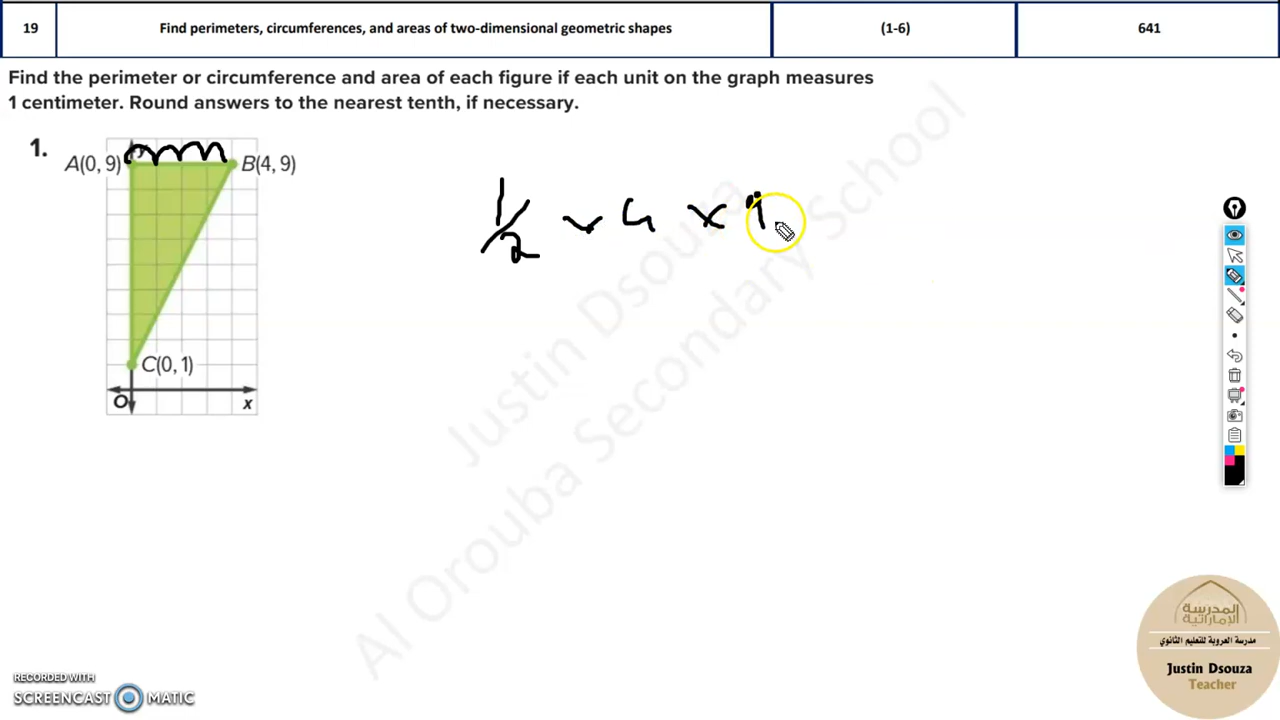 19 Find perimeters, circumferences, and areas of two-dimensional geometric shapes (1-6) 641
Find the perimeter or circumference and area of each figure if each unit on the graph measures
1 centimeter. Round answers to the nearest tenth, if necessary.
1.
y
A(0, 9) B(4, 9)
1/2 × 4 × 9
C(0, 1)
O x
Justin Dsouza
Al Orouba Secondary School
المدرسة
الإماراتية
مدرسة العروبة للتعليم الثانوي
Justin Dsouza
Teacher
RECORDED WITH
SCREENCAST MATIC